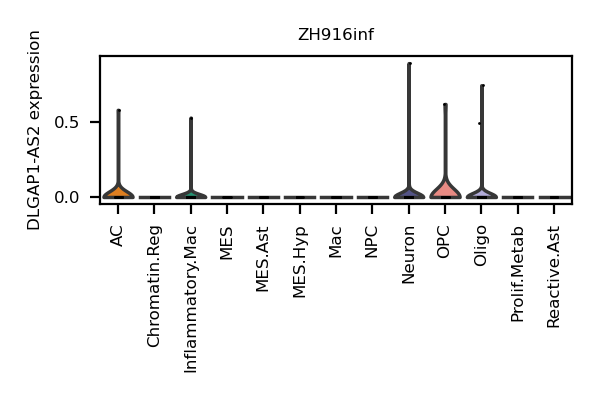 ZH916inf
DLGAP1-AS2 expression
0.5
0.0
AC
Chromatin.Reg
Inflammatory.Mac
MES
MES.Ast
MES.Hyp
Mac
NPC
Neuron
OPC
Oligo
Prolif.Metab
Reactive.Ast